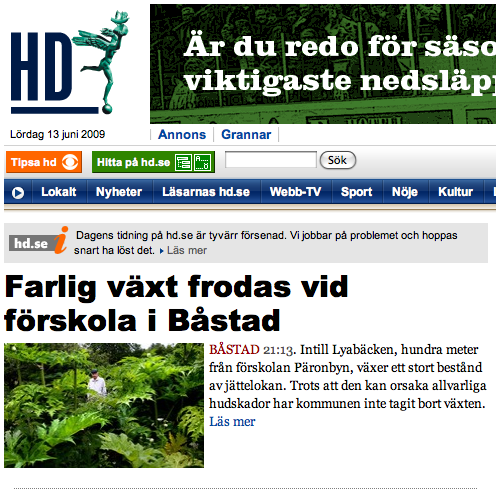 HD
Är du redo för
viktigaste
Lördag 13 juni 2009
Annons
Grannar
Tipsa hd
Hitta på hd.se
Sök
Lokalt
Nyheter
Läsarnas hd.se
Webb-TV
Sport
Nöje
Kultur
hd.se
i
Dagens tidning på hd.se är tyvärr försenad. Vi jobbar på problemet och hoppas
snart ha löst det. Läs mer
Farlig växt frodas vid
förskola i Båstad
BÅSTAD 21:13. Intill Lyabäcken, hundra meter
från förskolan Päronbyn, växer ett stort bestånd
av jättelokan. Trots att den kan orsaka allvarliga
hudskador har kommunen inte tagit bort växten.
Läs mer